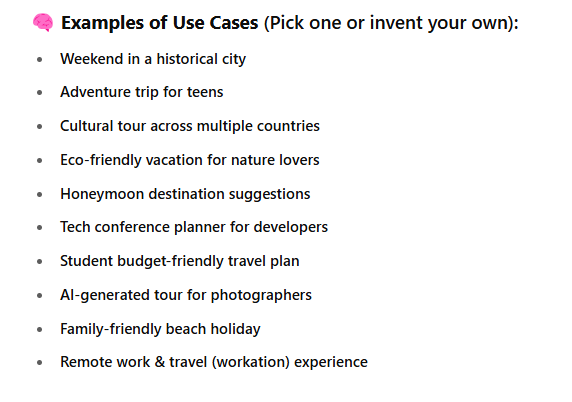 🧠 Examples of Use Cases (Pick one or invent your own):
• Weekend in a historical city
• Adventure trip for teens
• Cultural tour across multiple countries
• Eco-friendly vacation for nature lovers
• Honeymoon destination suggestions
• Tech conference planner for developers
• Student budget-friendly travel plan
• AI-generated tour for photographers
• Family-friendly beach holiday
• Remote work & travel (workation) experience